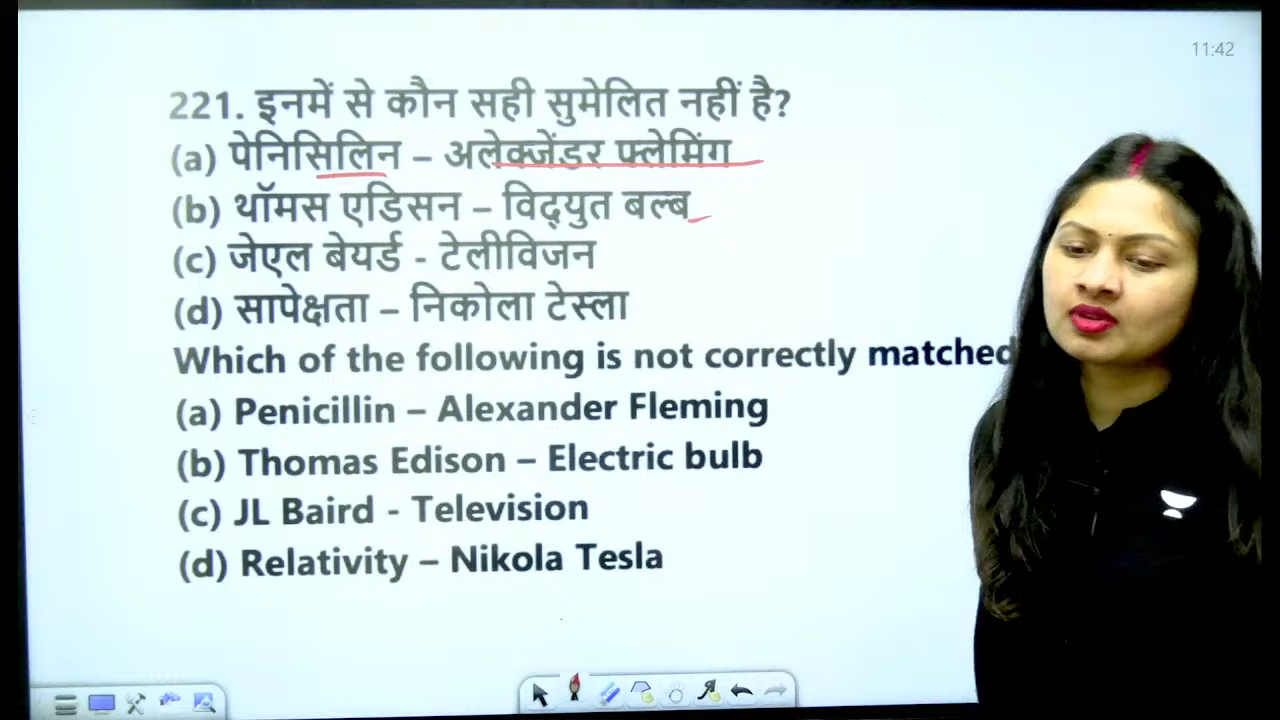 11:42
221. इनमें से कौन सही सुमेलित नहीं है?
(a) पेनिसिलिन – अलेक्जेंडर फ्लेमिंग
(b) थॉमस एडिसन – विद्युत बल्ब
(c) जेएल बेयर्ड - टेलीविजन
(d) सापेक्षता – निकोला टेस्ला
Which of the following is not correctly matched
(a) Penicillin – Alexander Fleming
(b) Thomas Edison – Electric bulb
(c) JL Baird - Television
(d) Relativity – Nikola Tesla